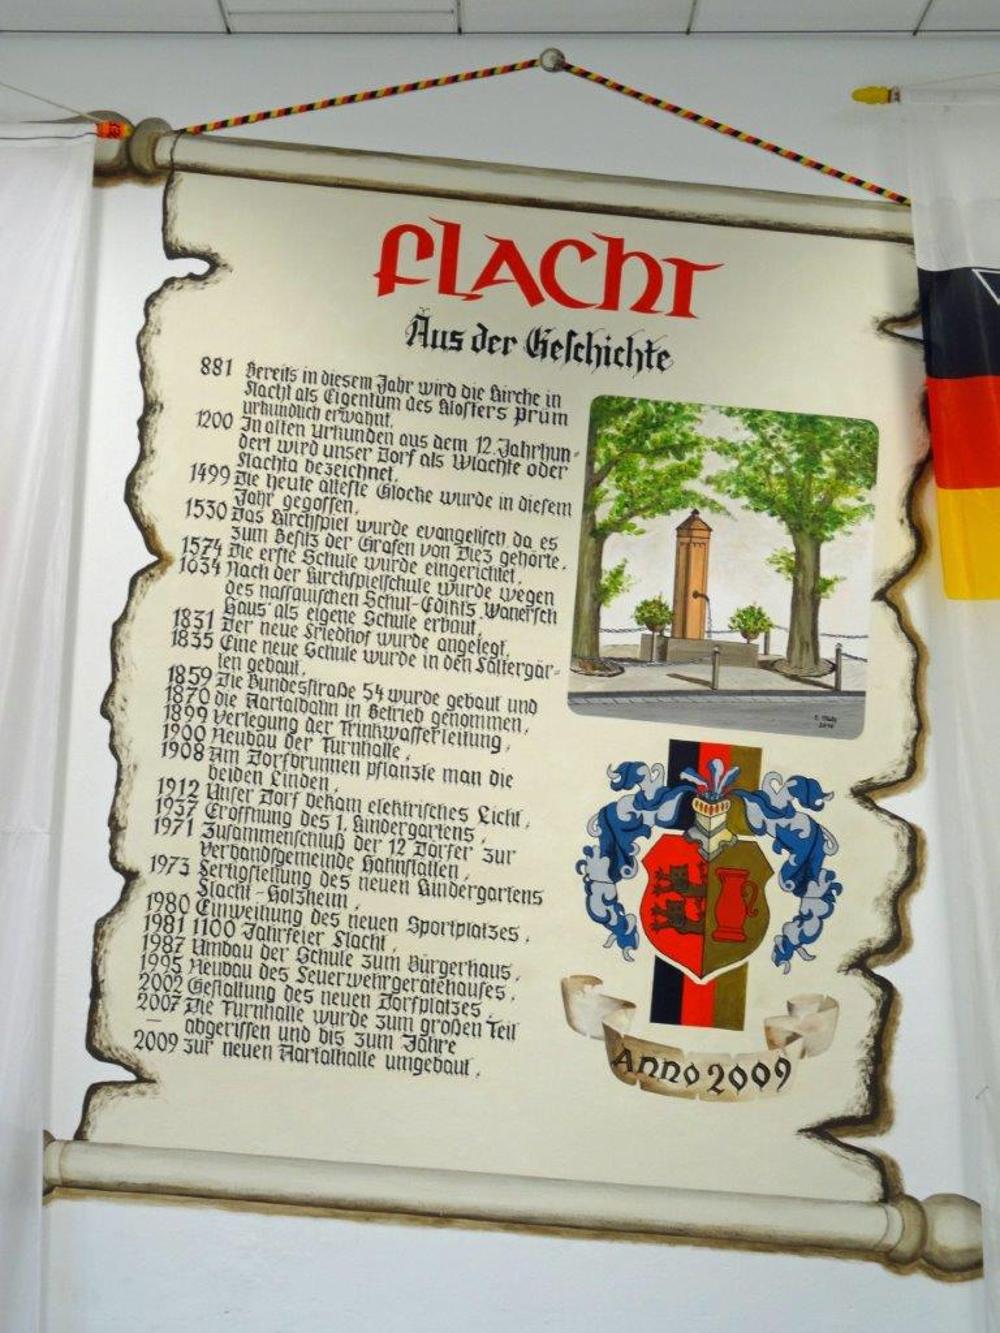 Flacht
Aus der Geschichte
881 Bereits in diesem Jahr wird die Kirche in
Flacht als Eigentum des Klosters Prüm
urkundlich erwähnt.
1200 In alten Urkunden aus dem 12. Jahrhun-
dert wird unser Dorf als Wlachte oder
Flachta bezeichnet.
1499 Die heute älteste Glocke wurde in diesem
Jahr gegossen.
1530 Das Kirchspiel wurde evangelisch da es
zum Besitz der Grafen von Diez gehörte.
1574 Die erste Schule wurde eingerichtet.
1634 Nach der Kirchspielschule wurde wegen
des nassauischen Schul-Edikts
Haus als eigene Schule erbaut.
1831 Der neue Friedhof wurde angelegt.
1835 Eine neue Schule wurde in den Faltergär-
ten gebaut.
1859 Die Bundesstraße 54 wurde gebaut und
1870 die Aartalbahn in Betrieb genommen.
1899 Verlegung der Trinkwasserleitung.
1900 Neubau der Turnhalle.
1908 Am Dorfbrunnen pflanzte man die
beiden Linden.
1912 Unser Dorf bekam elektrisches Licht.
1937 Eröffnung des 1. Kindergartens.
1971 Zusammenschluß der 12 Dörfer zur
Verbandsgemeinde Hahnstätten.
1973 Fertigstellung des neuen Kindergartens
Flacht-Holzheim.
1980 Einweihung des neuen Sportplatzes.
1981 1100 Jahrfeier Flacht.
1987 Umbau der Schule zum Bürgerhaus.
1995 Neubau des Feuerwehrgerätehauses.
2002 Gestaltung des neuen Dorfplatzes.
2007 Die Turnhalle wurde zum großen Teil
– abgerissen und bis zum Jahre
2009 zur neuen Aartalhalle umgebaut.
Anno 2009